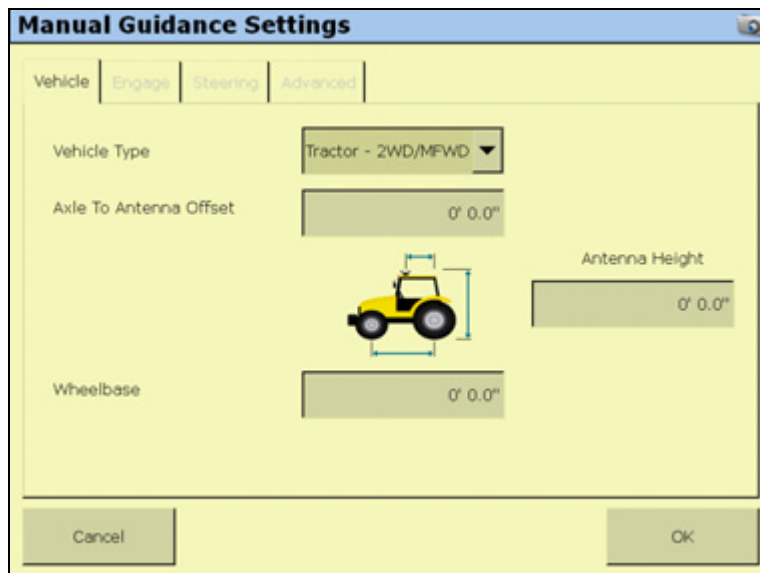 Manual Guidance Settings
Vehicle Engage Steering Advanced
Vehicle Type Tractor - 2WD/MFWD
Axle To Antenna Offset 0' 0.0"
Antenna Height
0' 0.0"
Wheelbase 0' 0.0"
Cancel OK